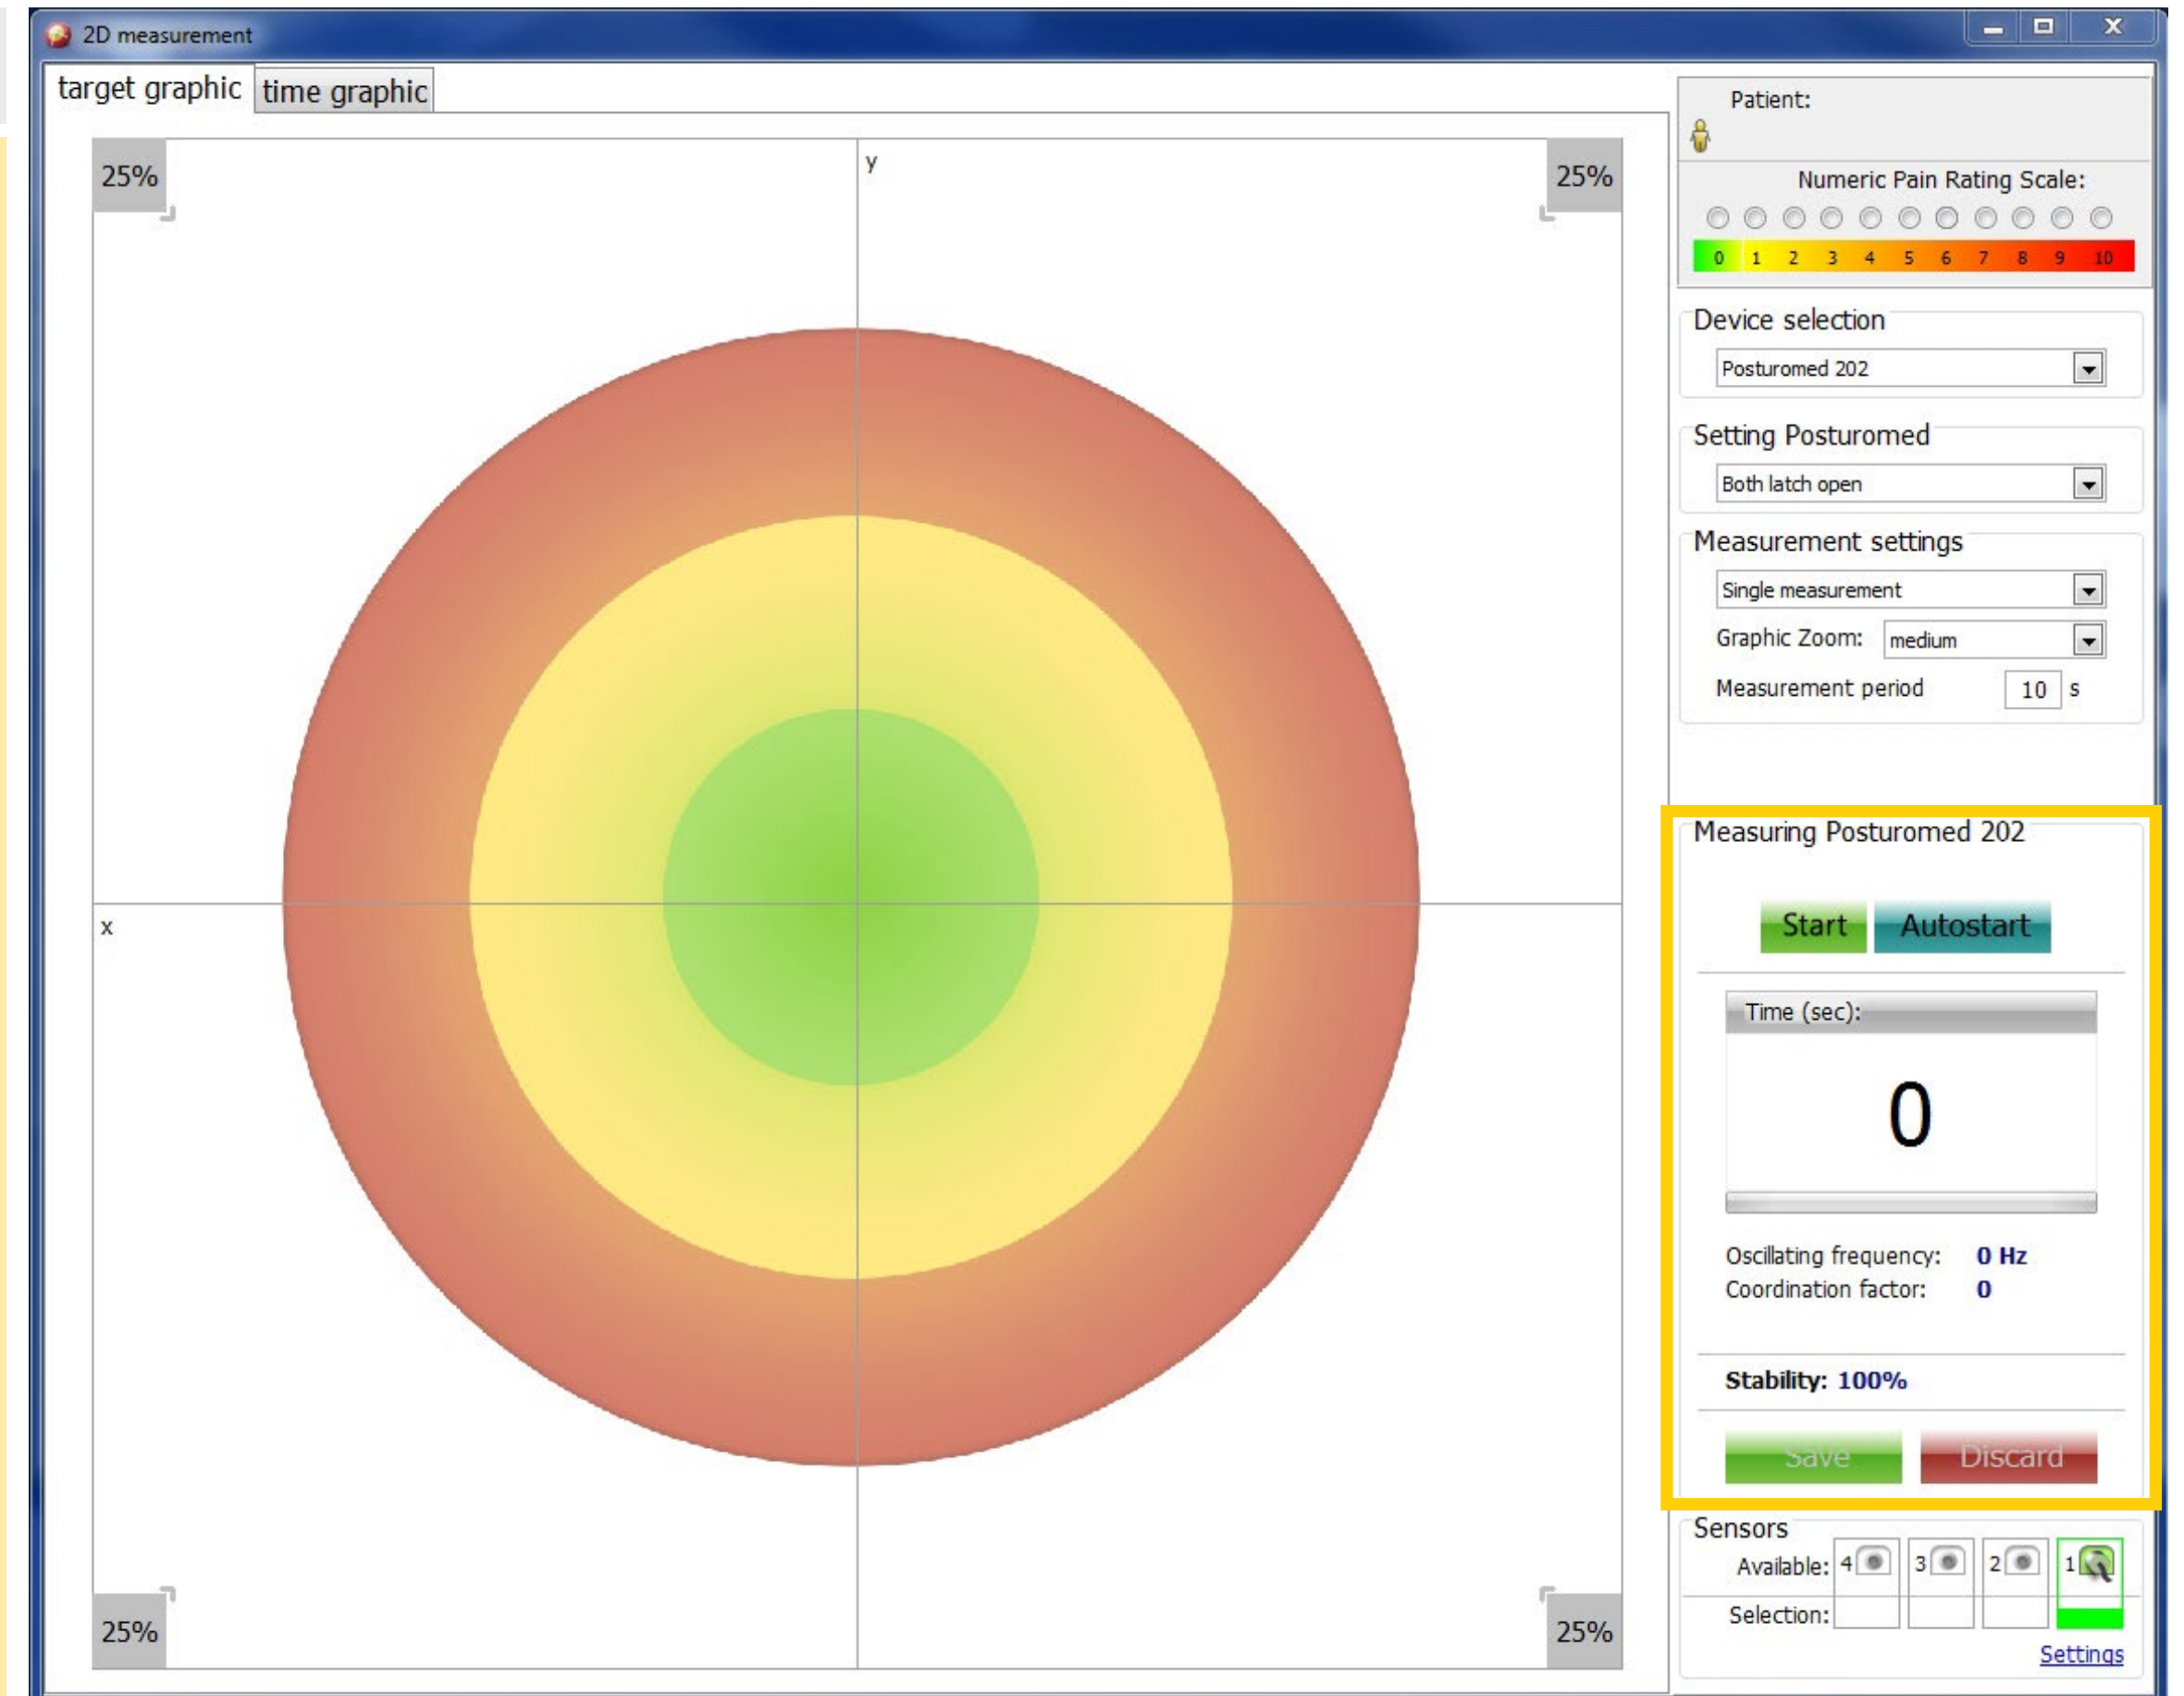 2D measurement
X
target graphic
time graphic
25%
y
25%
x
25%
25%
Patient:
Numeric Pain Rating Scale:
0 1 2 3 4 5 6 7 8 9 10
Device selection
Posturomed 202
Setting Posturomed
Both latch open
Measurement settings
Single measurement
Graphic Zoom: medium
Measurement period 10 s
Measuring Posturomed 202
Start Autostart
Time (sec):
0
Oscillating frequency: 0 Hz
Coordination factor: 0
Stability: 100%
Save Discard
Sensors
Available: 4 3 2 1
Selection:
Settings